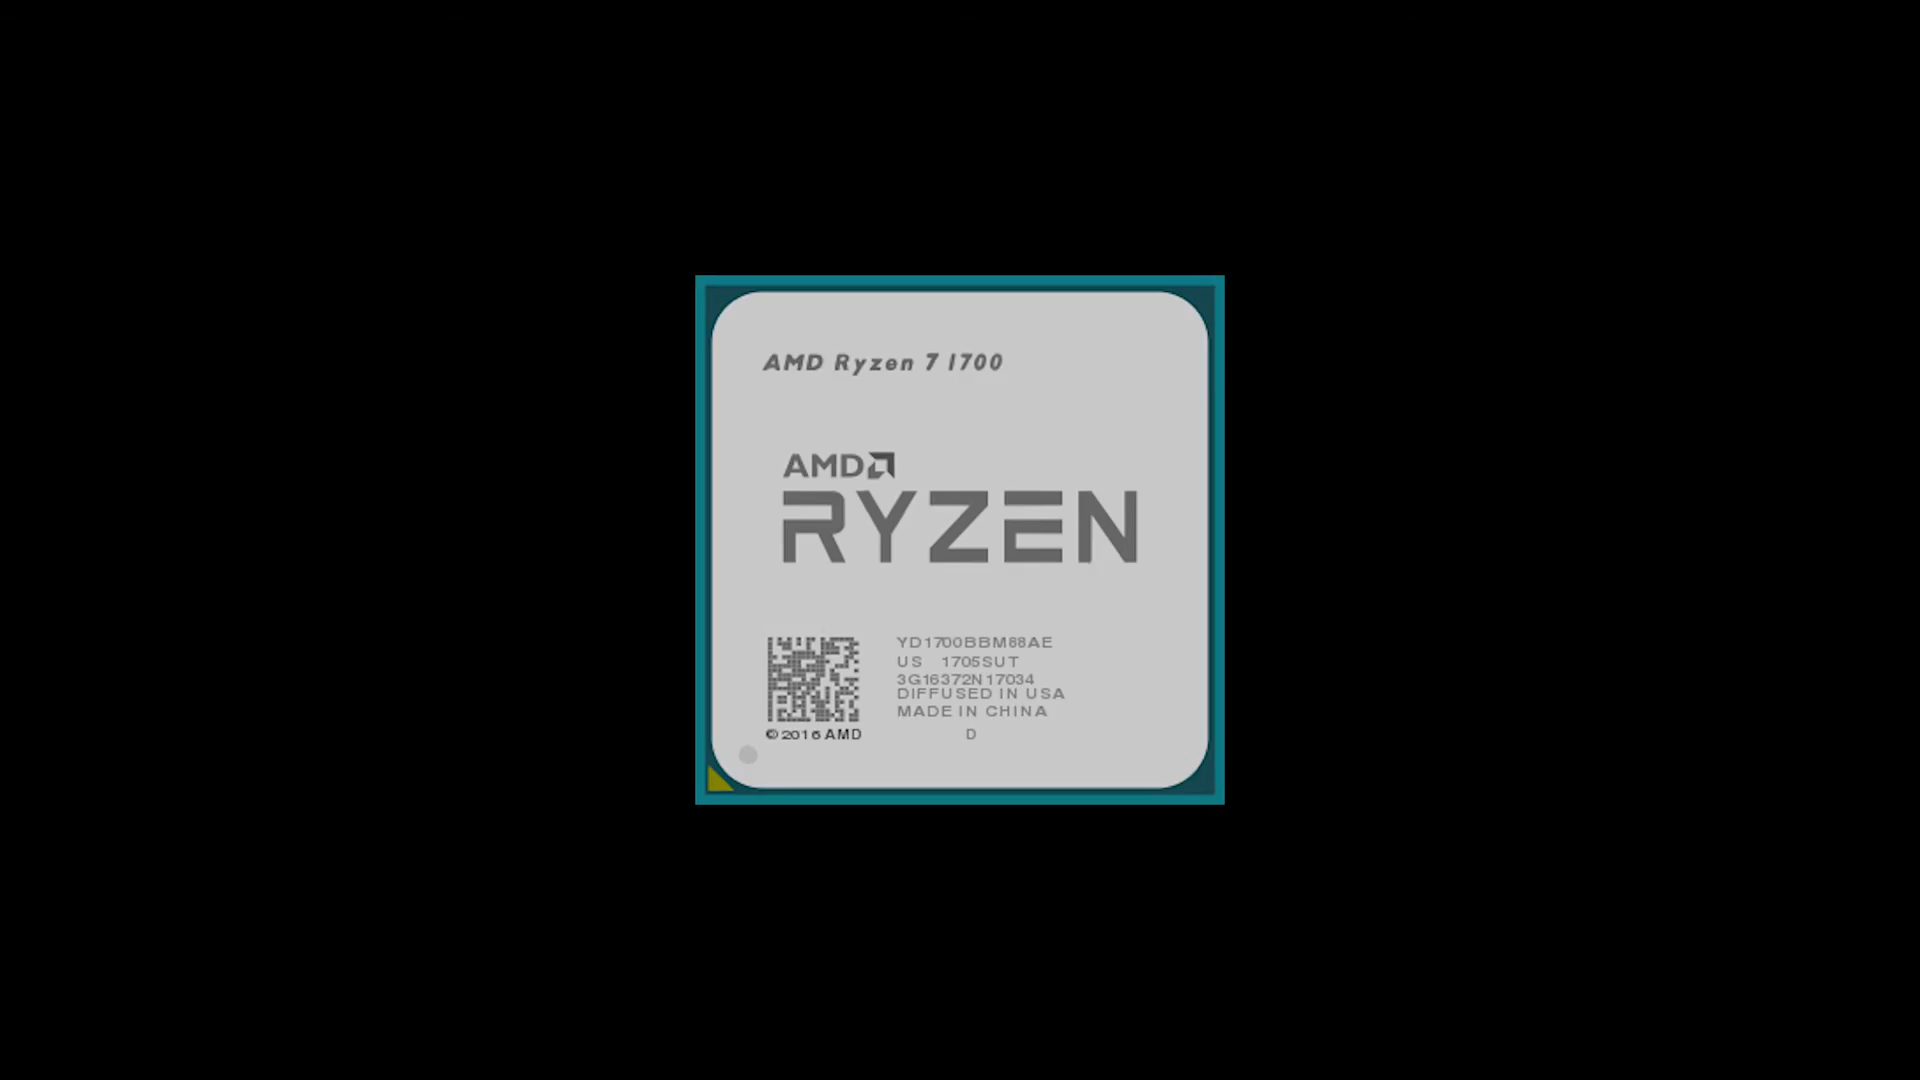 AMD Ryzen 7 1700
AMD
RYZEN
YD1700BBM88AE
US 1705SUT
3G16372N17034
DIFFUSED IN USA
MADE IN CHINA
© 2016 AMD
D